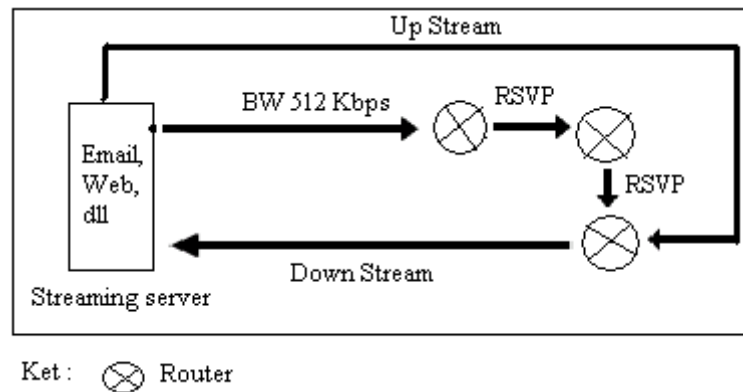 Up Stream
BW 512 Kbps
RSVP
Email,
Web,
dll
RSVP
Down Stream
Streaming server
Ket : Router